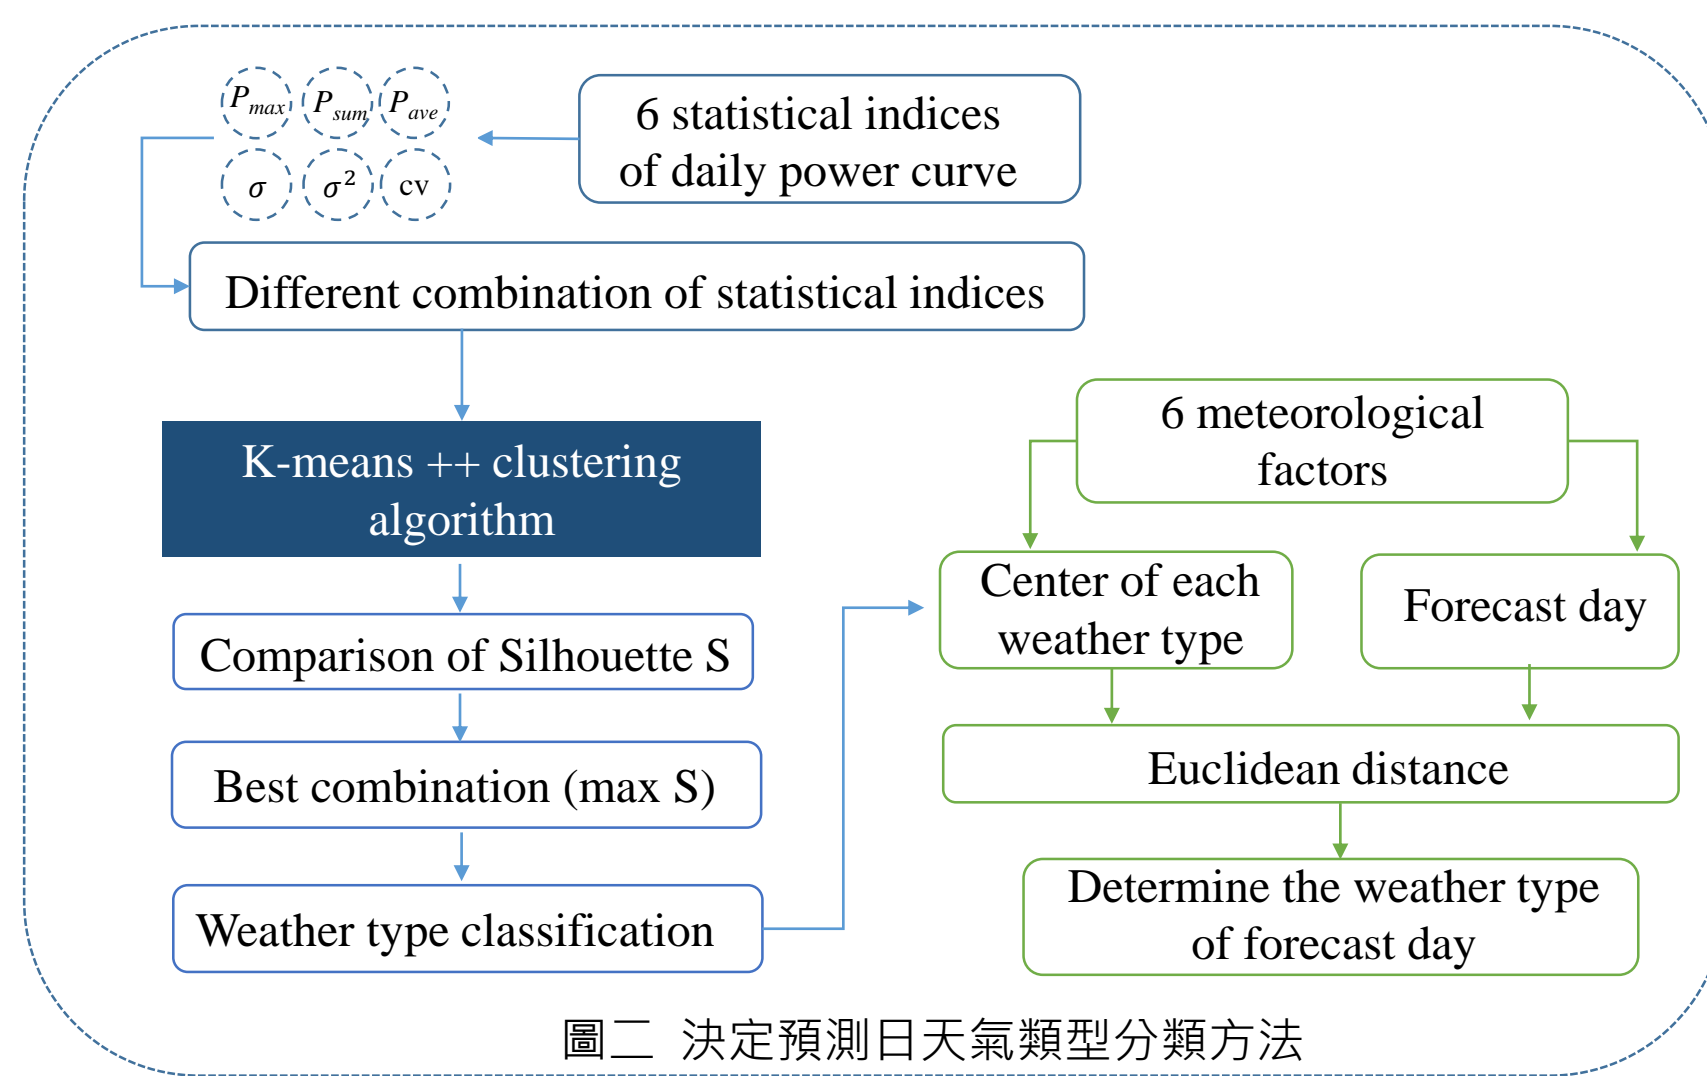 P_max P_sum P_ave
σ σ² cv
6 statistical indices
of daily power curve
Different combination of statistical indices
K-means ++ clustering
algorithm
Comparison of Silhouette S
Best combination (max S)
Weather type classification
6 meteorological
factors
Center of each
weather type
Forecast day
Euclidean distance
Determine the weather type
of forecast day
圖二 決定預測日天氣類型分類方法